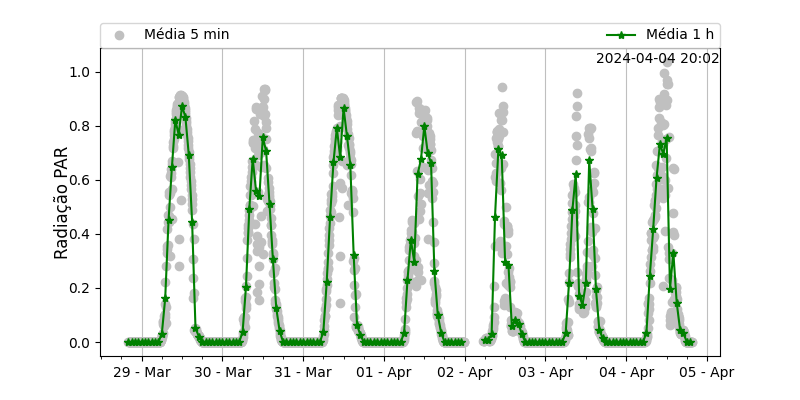 Média 5 min
Média 1 h
2024-04-04 20:02
Radiação PAR
1.0
0.8
0.6
0.4
0.2
0.0
29 - Mar
30 - Mar
31 - Mar
01 - Apr
02 - Apr
03 - Apr
04 - Apr
05 - Apr